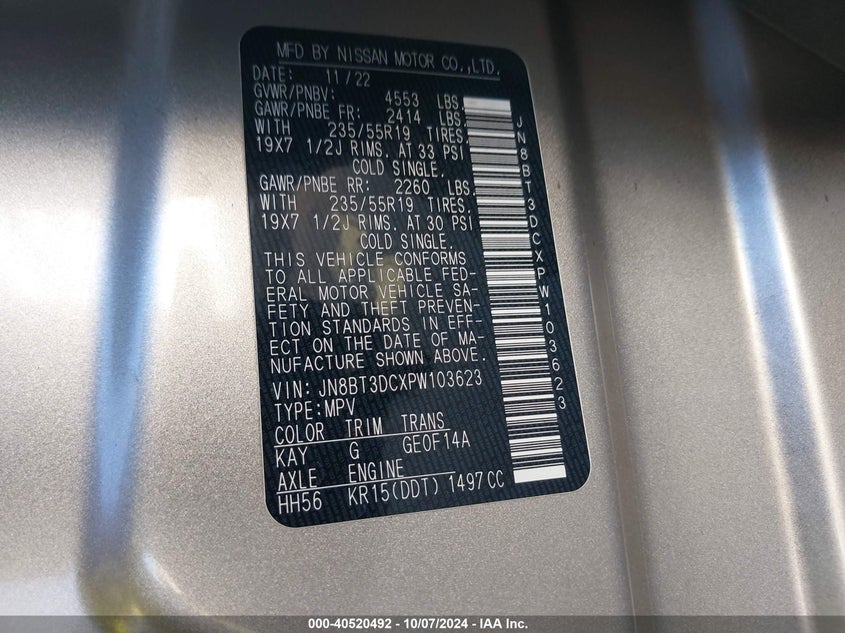 MFD BY NISSAN MOTOR CO.,LTD.
DATE: 11/22
GVWR/PNBV: 4553 LBS.
GAWR/PNBE FR: 2414 LBS.
WITH 235/55R19 TIRES.
19X7 1/2J RIMS. AT 33 PSI
COLD SINGLE.
GAWR/PNBE RR: 2260 LBS.
WITH 235/55R19 TIRES.
19X7 1/2J RIMS. AT 30 PSI
COLD SINGLE.
THIS VEHICLE CONFORMS
TO ALL APPLICABLE FED-
ERAL MOTOR VEHICLE SA-
FETY AND THEFT PREVEN-
TION STANDARDS IN EFF-
ECT ON THE DATE OF MA-
NUFACTURE SHOWN ABOVE.
VIN: JN8BT3DCXPW103623
TYPE:MPV
COLOR TRIM TRANS
KAY G GE0F14A
AXLE ENGINE
HH56 KR15(DDT) 1497CC
JN8BT3DCXPW103623
000-40520492 - 10/07/2024 - IAA Inc.